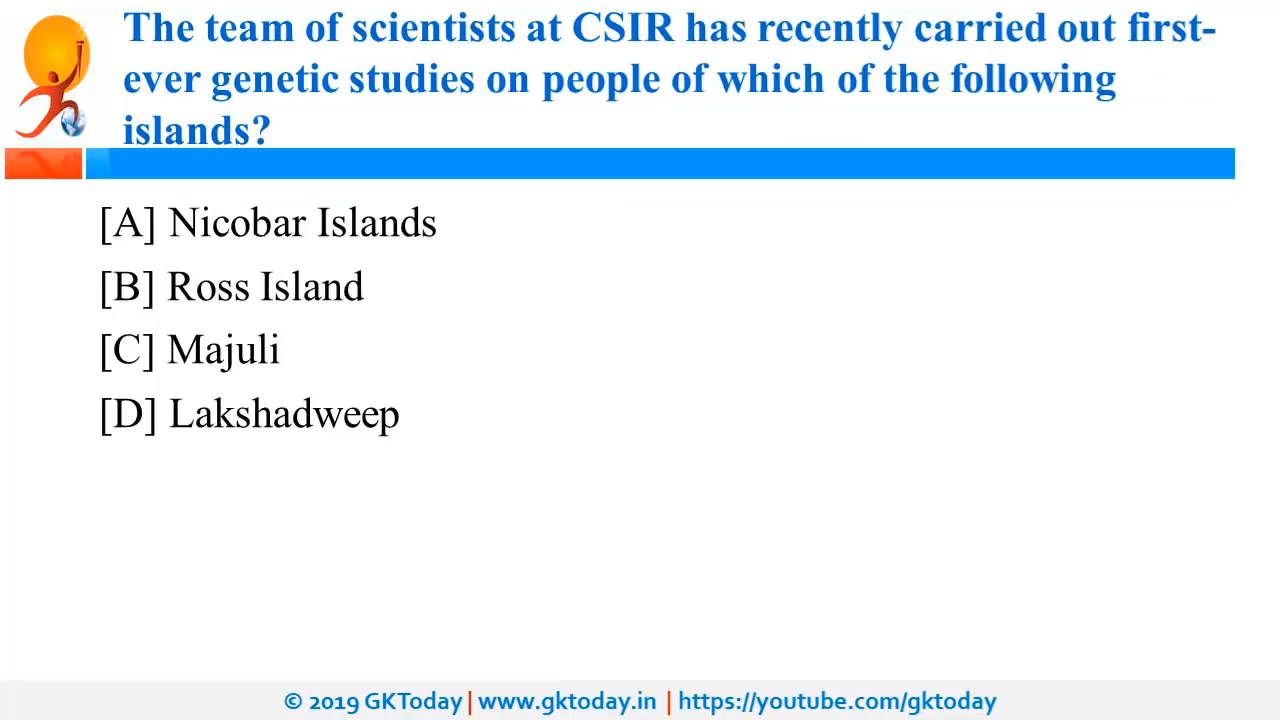 The team of scientists at CSIR has recently carried out first-
ever genetic studies on people of which of the following
islands?
[A] Nicobar Islands
[B] Ross Island
[C] Majuli
[D] Lakshadweep
© 2019 GKToday | www.gktoday.in | https://youtube.com/gktoday